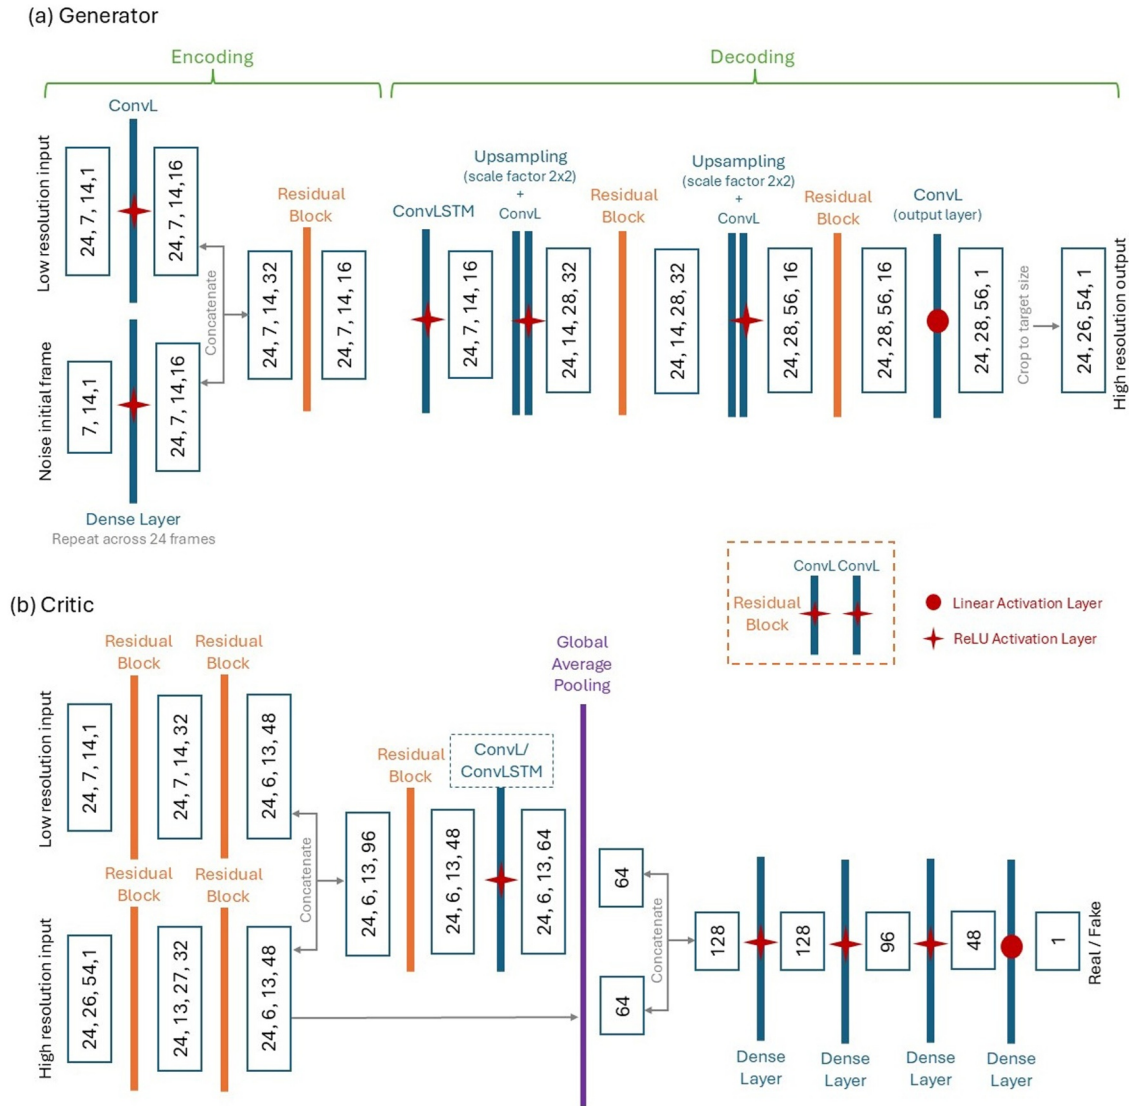 (a) Generator
Encoding
Decoding
ConvL
Low resolution input
24, 7, 14,1
24, 7, 14,16
Noise initial frame
7, 14,1
24, 7, 14,16
Dense Layer
Repeat across 24 frames
Concatenate
24, 7, 14, 32
Residual
Block
24, 7, 14, 16
ConvLSTM
24, 7, 14, 16
Upsampling
(scale factor 2x2)
+
ConvL
24, 14, 28, 32
Residual
Block
24, 14, 28, 32
Upsampling
(scale factor 2x2)
+
ConvL
24, 28, 56, 16
Residual
Block
24, 28, 56, 16
ConvL
(output layer)
24, 28, 56, 1
Crop to target size
24, 26, 54, 1
High resolution output
ConvL ConvL
Residual
Block
Linear Activation Layer
ReLU Activation Layer
(b) Critic
Residual
Block
Residual
Block
Low resolution input
24, 7, 14,1
24, 7, 14, 32
24, 6, 13, 48
Residual
Block
Residual
Block
High resolution input
24, 26, 54,1
24, 13, 27, 32
24, 6, 13, 48
Concatenate
24, 6, 13, 96
Residual
Block
24, 6, 13, 48
ConvL/
ConvLSTM
24, 6, 13, 64
Global
Average
Pooling
64
64
Concatenate
128
128
96
48
1
Real / Fake
Dense
Layer
Dense
Layer
Dense
Layer
Dense
Layer